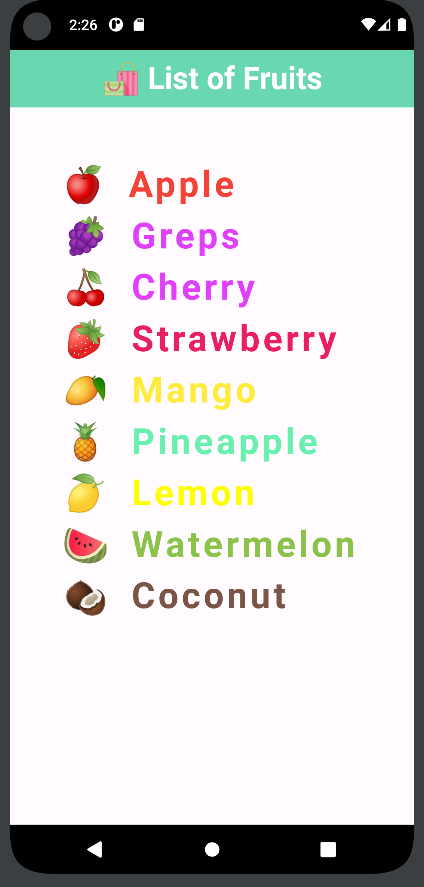 2:26
List of Fruits
Apple
Greps
Cherry
Strawberry
Mango
Pineapple
Lemon
Watermelon
Coconut